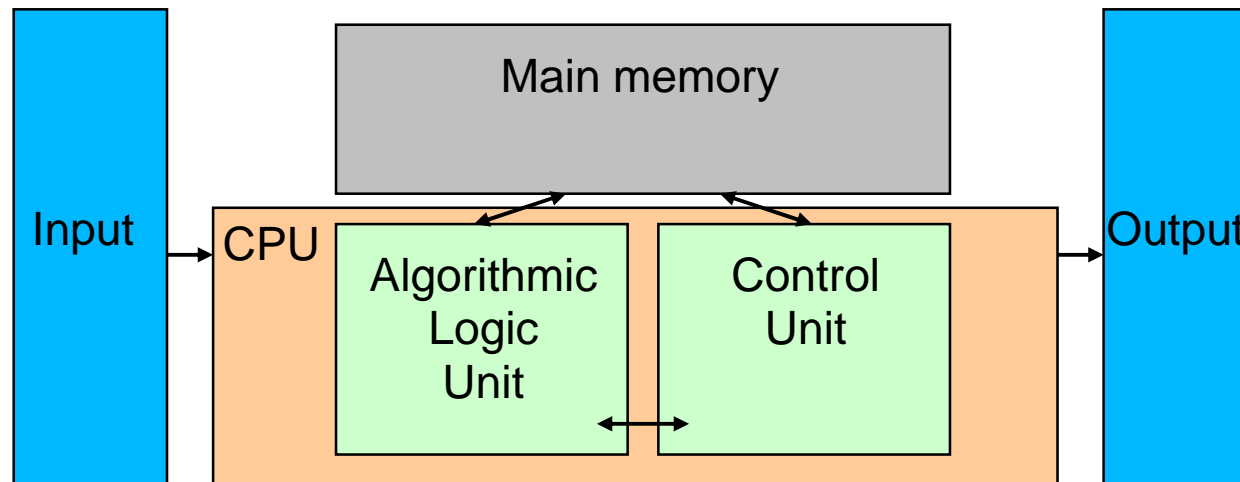 Main memory
Input
CPU
Output
Algorithmic
Logic
Unit
Control
Unit